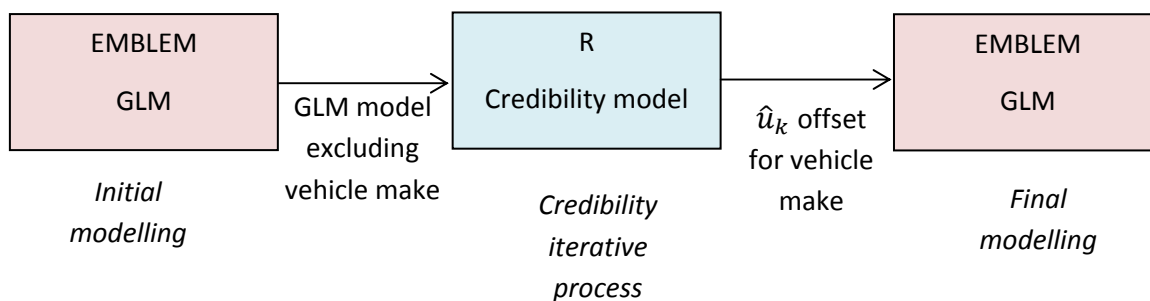 EMBLEM
GLM
Initial
modelling
GLM model
excluding
vehicle make
R
Credibility model
Credibility
iterative
process
û_k offset
for vehicle
make
EMBLEM
GLM
Final
modelling